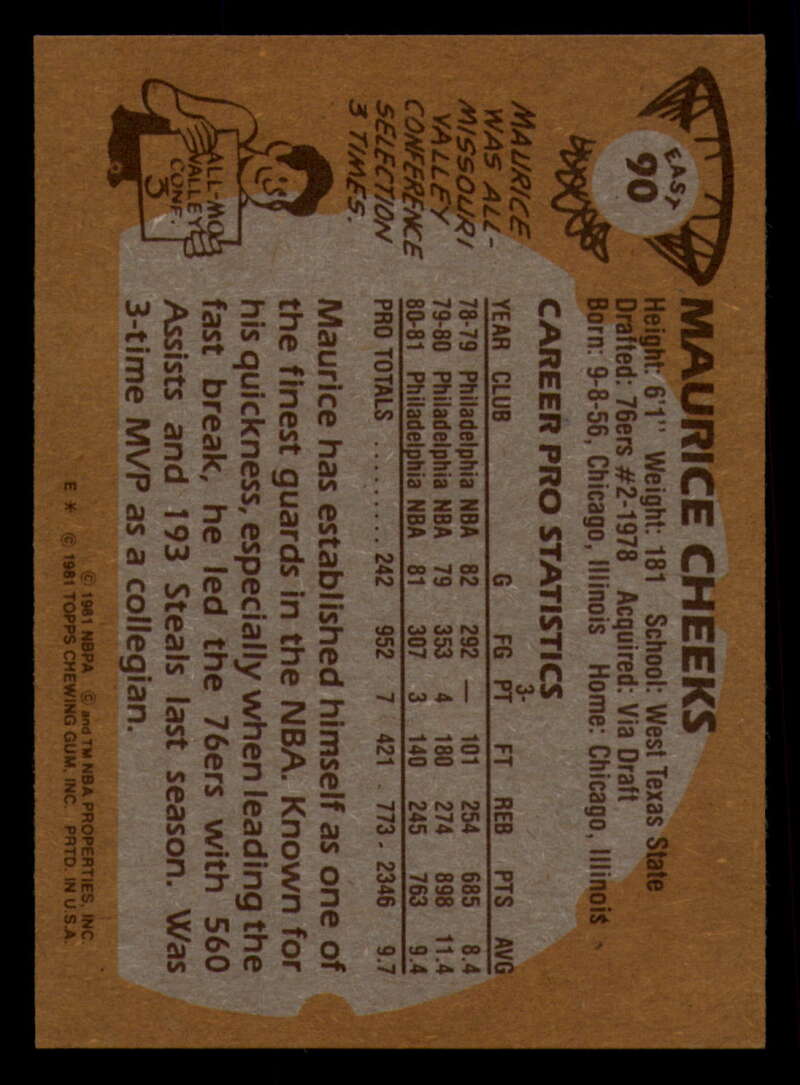 EASY
90
MAURICE CHEEKS
Height: 6'1" Weight: 181 School: West Texas State
Drafted: 76ers #2-1978 Acquired: Via Draft
Born: 9-8-56, Chicago, Illinois Home: Chicago, Illinois
MAURICE
WAS ALL-
MISSOURI
VALLEY
CONFERENCE
SELECTION
3 TIMES.
ALL-MO.
VALLEY
CONF.
3
CAREER PRO STATISTICS
YEAR CLUB G FG 3-PT FT REB PTS AVG
78-79 Philadelphia NBA 82 292 — 101 254 685 8.4
79-80 Philadelphia NBA 79 353 4 180 274 898 11.4
80-81 Philadelphia NBA 81 307 3 140 245 763 9.4
PRO TOTALS .......... 242 952 7 421 773 2346 9.7
Maurice has established himself as one of
the finest guards in the NBA. Known for
his quickness, especially when leading the
fast break, he led the 76ers with 560
Assists and 193 Steals last season. Was
3-time MVP as a collegian.
© 1981 NBPA © and TM NBA PROPERTIES, INC.
E * © 1981 TOPPS CHEWING GUM, INC. PRTD. IN U.S.A.